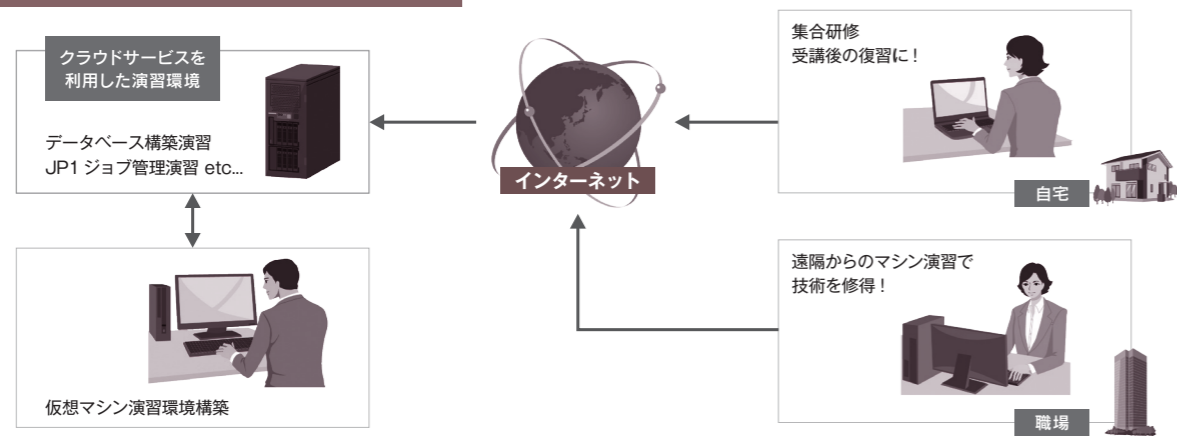 クラウドサービスを
利用した演習環境
データベース構築演習
JP1 ジョブ管理演習 etc...
仮想マシン演習環境構築
インターネット
集合研修
受講後の復習に！
自宅
遠隔からのマシン演習で
技術を修得！
職場